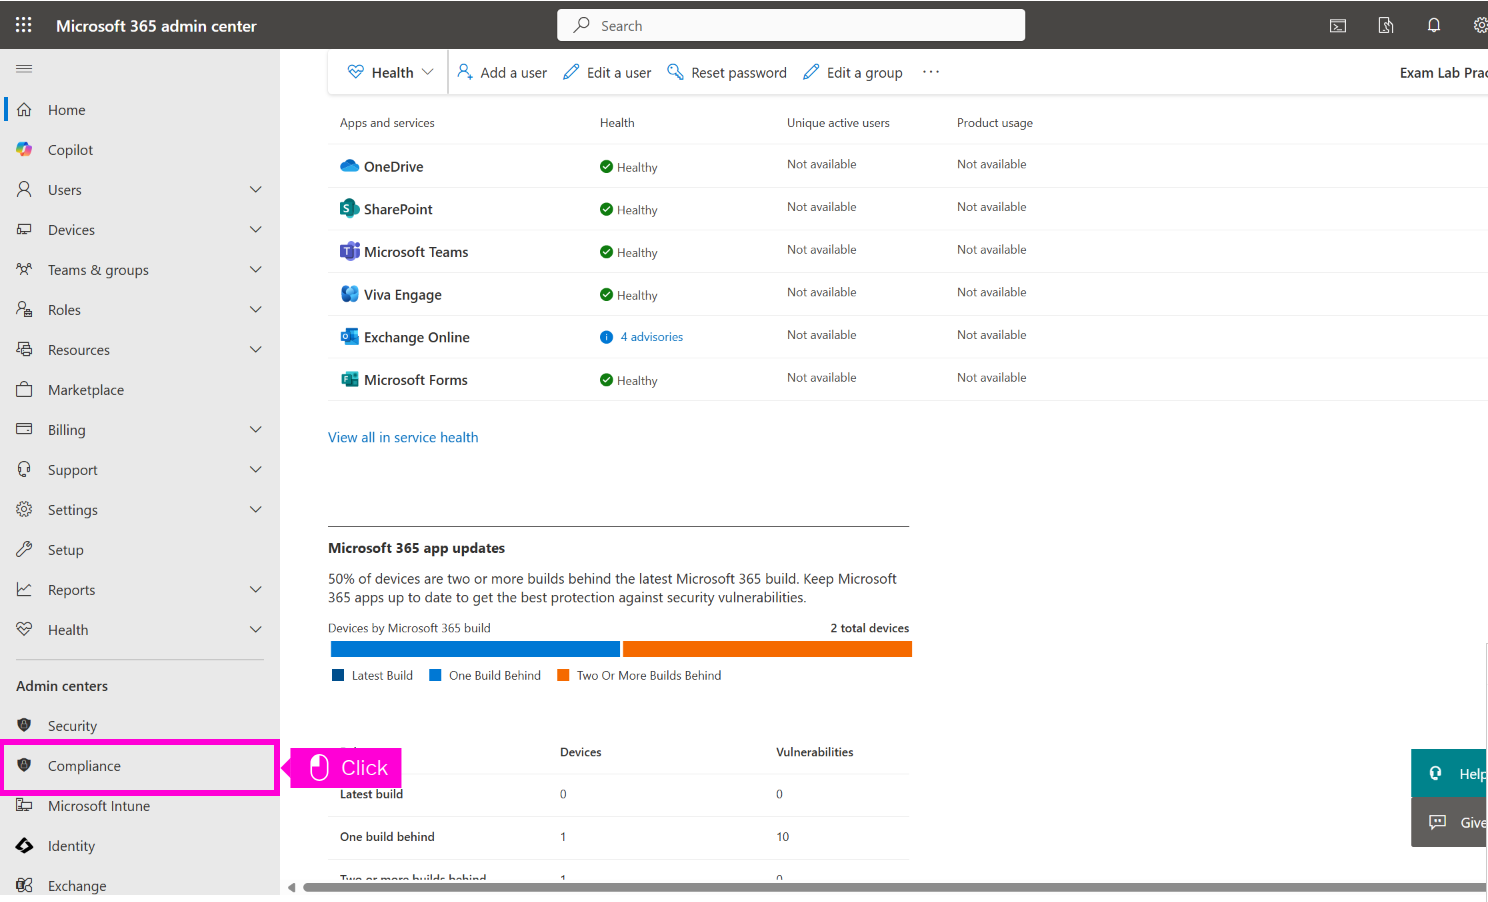 Microsoft 365 admin center
Search
Health
Add a user
Edit a user
Reset password
Edit a group
Exam Lab Prac
Home
Copilot
Users
Devices
Teams & groups
Roles
Resources
Marketplace
Billing
Support
Settings
Setup
Reports
Health
Admin centers
Security
Compliance
Microsoft Intune
Identity
Exchange
Click
Apps and services Health Unique active users Product usage
OneDrive Healthy Not available Not available
SharePoint Healthy Not available Not available
Microsoft Teams Healthy Not available Not available
Viva Engage Healthy Not available Not available
Exchange Online 4 advisories Not available Not available
Microsoft Forms Healthy Not available Not available
View all in service health
Microsoft 365 app updates
50% of devices are two or more builds behind the latest Microsoft 365 build. Keep Microsoft
365 apps up to date to get the best protection against security vulnerabilities.
Devices by Microsoft 365 build 2 total devices
Latest Build One Build Behind Two Or More Builds Behind
Devices Vulnerabilities
Latest build 0 0
One build behind 1 10
Two or more builds behind 1 0
Help
Give